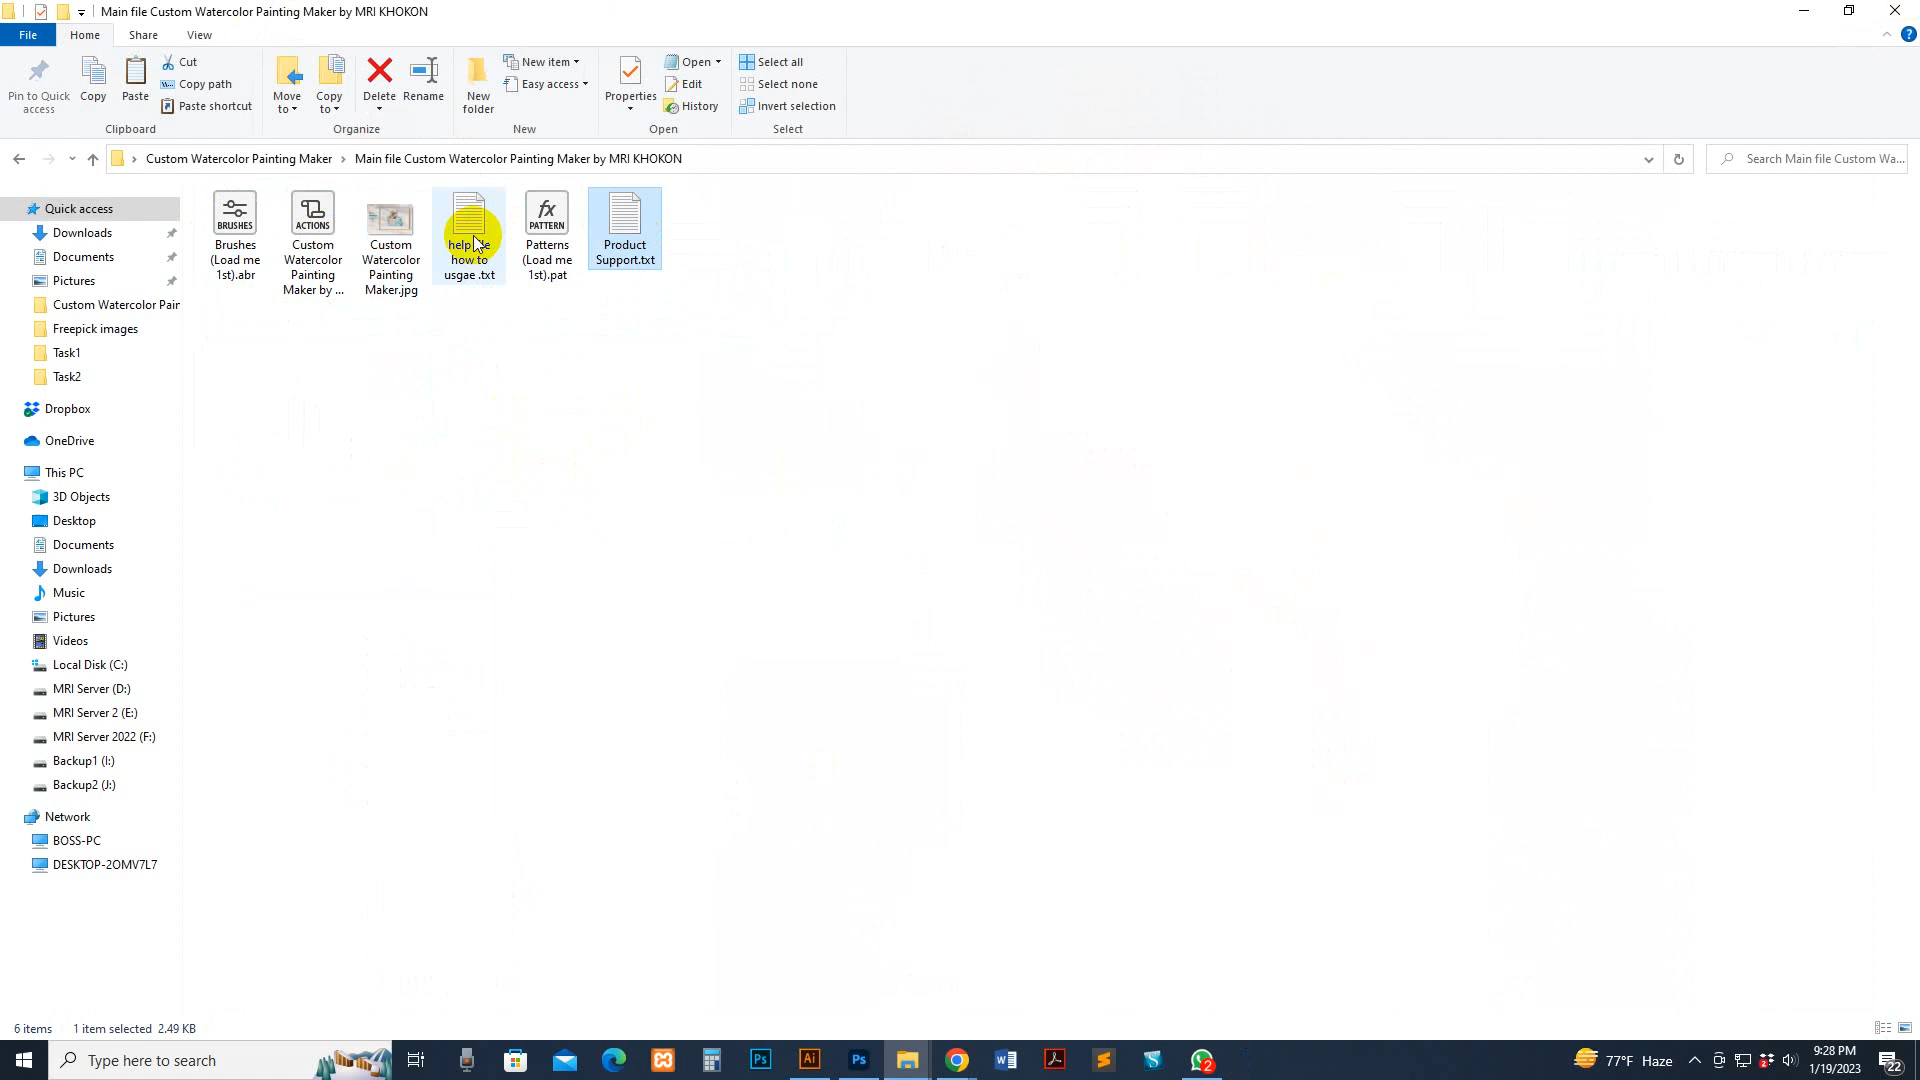 Main file Custom Watercolor Painting Maker by MRI KHOKON
File Home Share View
Pin to Quick access
Copy
Paste
Cut
Copy path
Paste shortcut
Clipboard
Move to
Copy to
Delete
Rename
Organize
New folder
New item
Easy access
New
Properties
Open
Edit
History
Open
Select all
Select none
Invert selection
Select
Custom Watercolor Painting Maker > Main file Custom Watercolor Painting Maker by MRI KHOKON
Search Main file Custom Wa...
Quick access
Downloads
Documents
Pictures
Custom Watercolor Pain
Freepick images
Task1
Task2
Dropbox
OneDrive
This PC
3D Objects
Desktop
Documents
Downloads
Music
Pictures
Videos
Local Disk (C:)
MRI Server (D:)
MRI Server 2 (E:)
MRI Server 2022 (F:)
Backup1 (I:)
Backup2 (J:)
Network
BOSS-PC
DESKTOP-2OMV7L7
BRUSHES
Brushes
(Load me
1st).abr
ACTIONS
Custom
Watercolor
Painting
Maker by ...
Custom
Watercolor
Painting
Maker.jpg
help
how to
usgae .txt
fx
PATTERN
Patterns
(Load me
1st).pat
Product
Support.txt
6 items 1 item selected 2.49 KB
Type here to search
Ps
Ai
Ps
2
77°F Haze
2
9:28 PM
1/19/2023
22